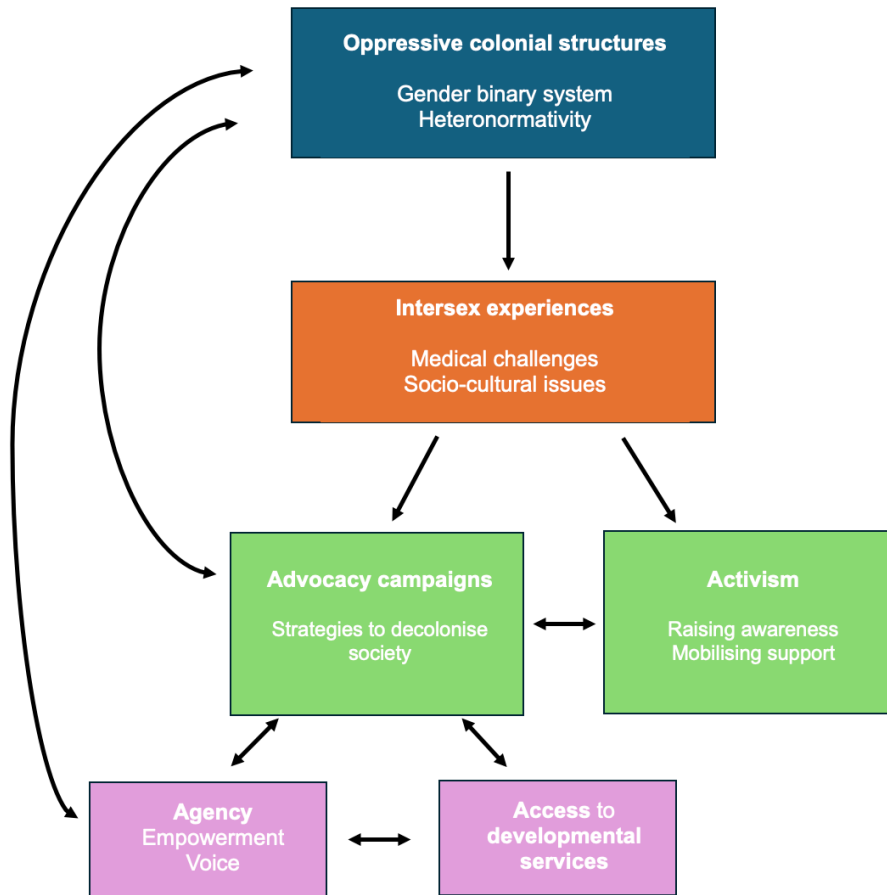 Oppressive colonial structures
Gender binary system
Heteronormativity
Intersex experiences
Medical challenges
Socio-cultural issues
Advocacy campaigns
Strategies to decolonise
society
Activism
Raising awareness
Mobilising support
Agency
Empowerment
Voice
Access to
developmental
services